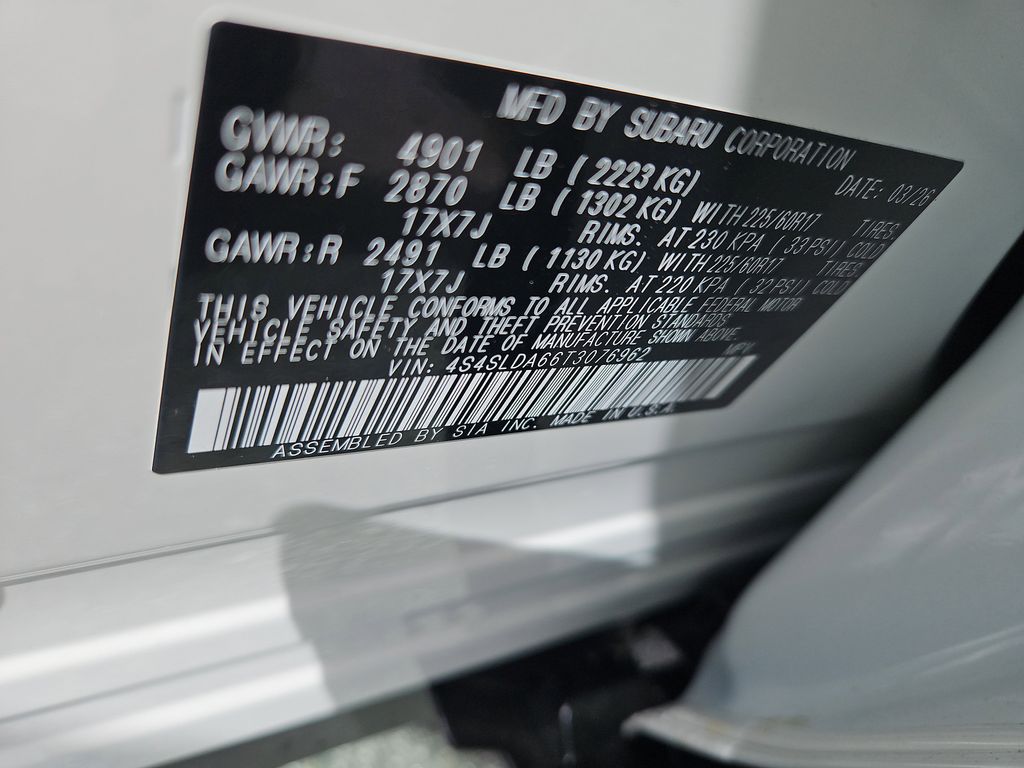 MFD BY SUBARU CORPORATION
GVWR: 4901 LB ( 2223 KG) DATE: 03/26
GAWR:F 2870 LB ( 1302 KG) WITH 225/60R17 TIRES
17X7J RIMS. AT 230 KPA ( 33 PSI) COLD
GAWR:R 2491 LB ( 1130 KG) WITH 225/60R17 TIRES
17X7J RIMS. AT 220 KPA ( 32 PSI) COLD
THIS VEHICLE CONFORMS TO ALL APPLICABLE FEDERAL MOTOR
VEHICLE SAFETY AND THEFT PREVENTION STANDARDS
IN EFFECT ON THE DATE OF MANUFACTURE SHOWN ABOVE.
VIN: 4S4SLDA66T3076962 MPV
ASSEMBLED BY SIA INC. MADE IN U.S.A.